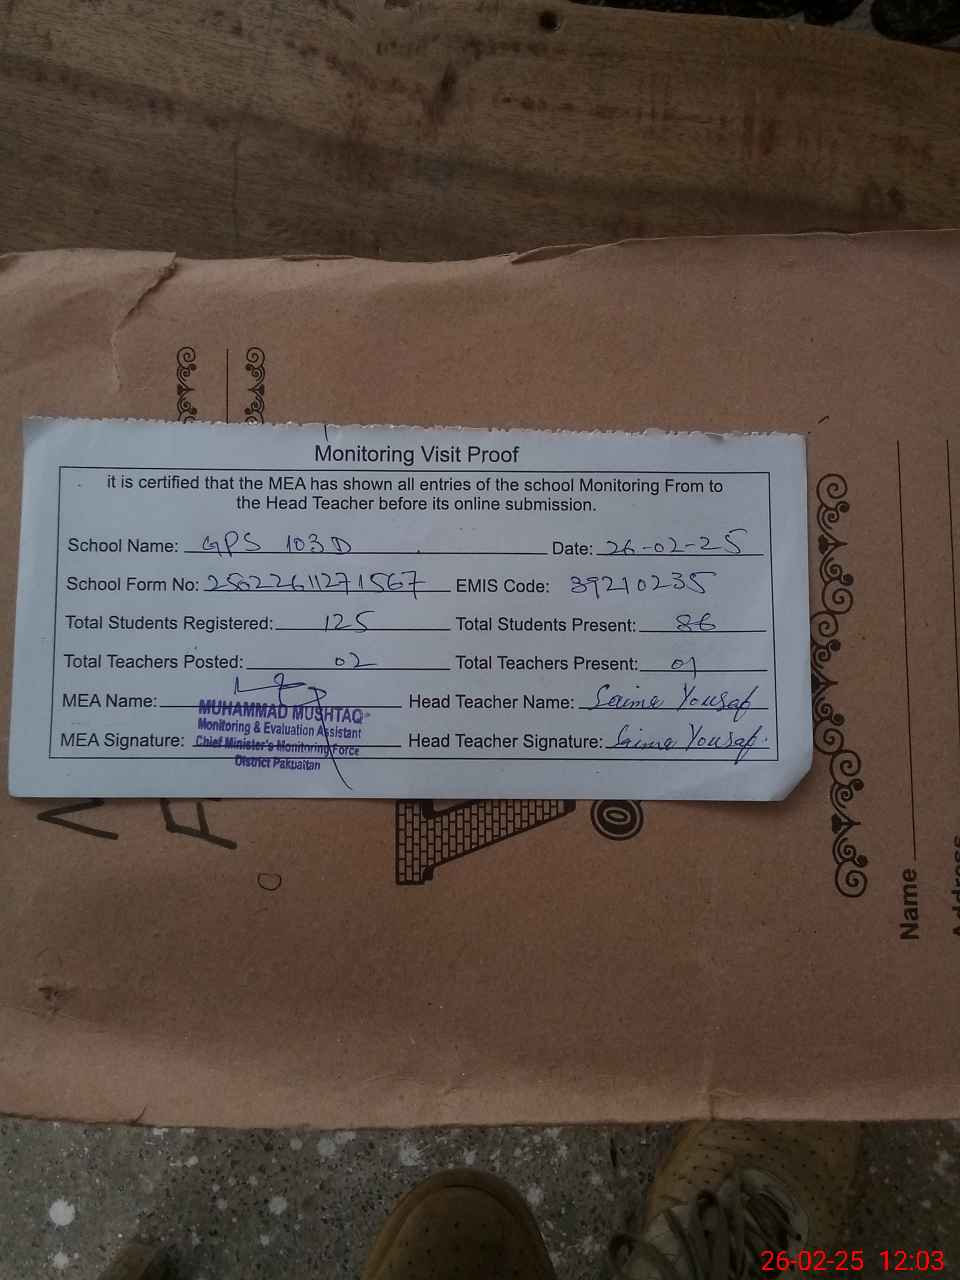 Monitoring Visit Proof
it is certified that the MEA has shown all entries of the school Monitoring From to
the Head Teacher before its online submission.
School Name: GPS 103 D Date: 26-02-25
School Form No: 25022611271567 EMIS Code: 39210235
Total Students Registered: 125 Total Students Present: 86
Total Teachers Posted: 02 Total Teachers Present: 01
MEA Name: Head Teacher Name: Saima Yousaf
MUHAMMAD MUSHTAQ
Monitoring & Evaluation Assistant
MEA Signature: Head Teacher Signature: Saima Yousaf.
Chief Minister's Monitoring Force
District Pakpattan
Name
26-02-25 12:03